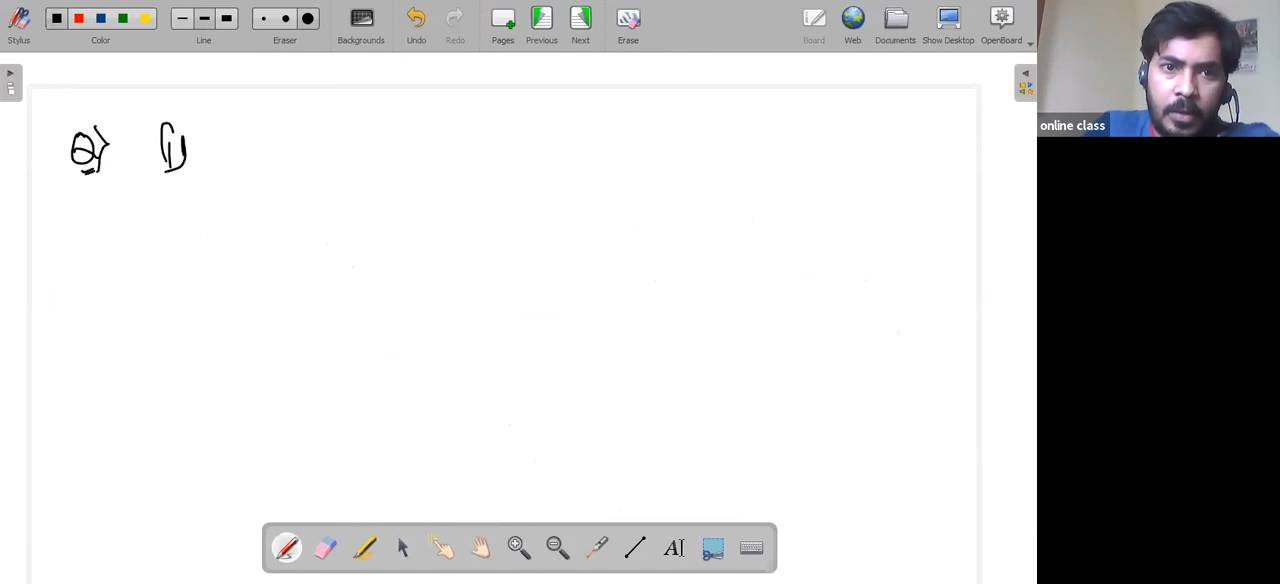 Stylus Color Line Eraser Backgrounds Undo Redo Pages Previous Next Erase Board Web Documents Show Desktop OpenBoard
online class
Q}
A